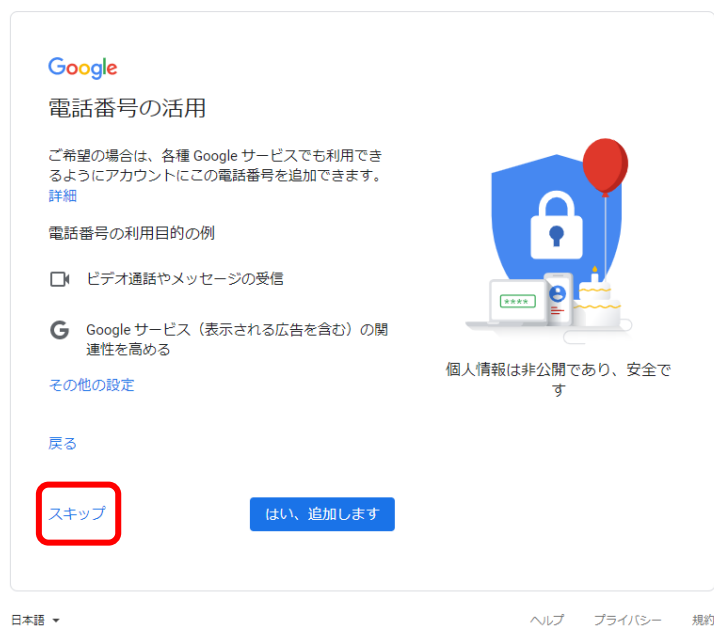 Google
電話番号の活用
ご希望の場合は、各種 Google サービスでも利用でき
るようにアカウントにこの電話番号を追加できます。
詳細
電話番号の利用目的の例
ビデオ通話やメッセージの受信
G
Google サービス（表示される広告を含む）の関
連性を高める
その他の設定
戻る
スキップ
はい、追加します
****
個人情報は非公開であり、安全で
す
日本語
ヘルプ
プライバシー
規約